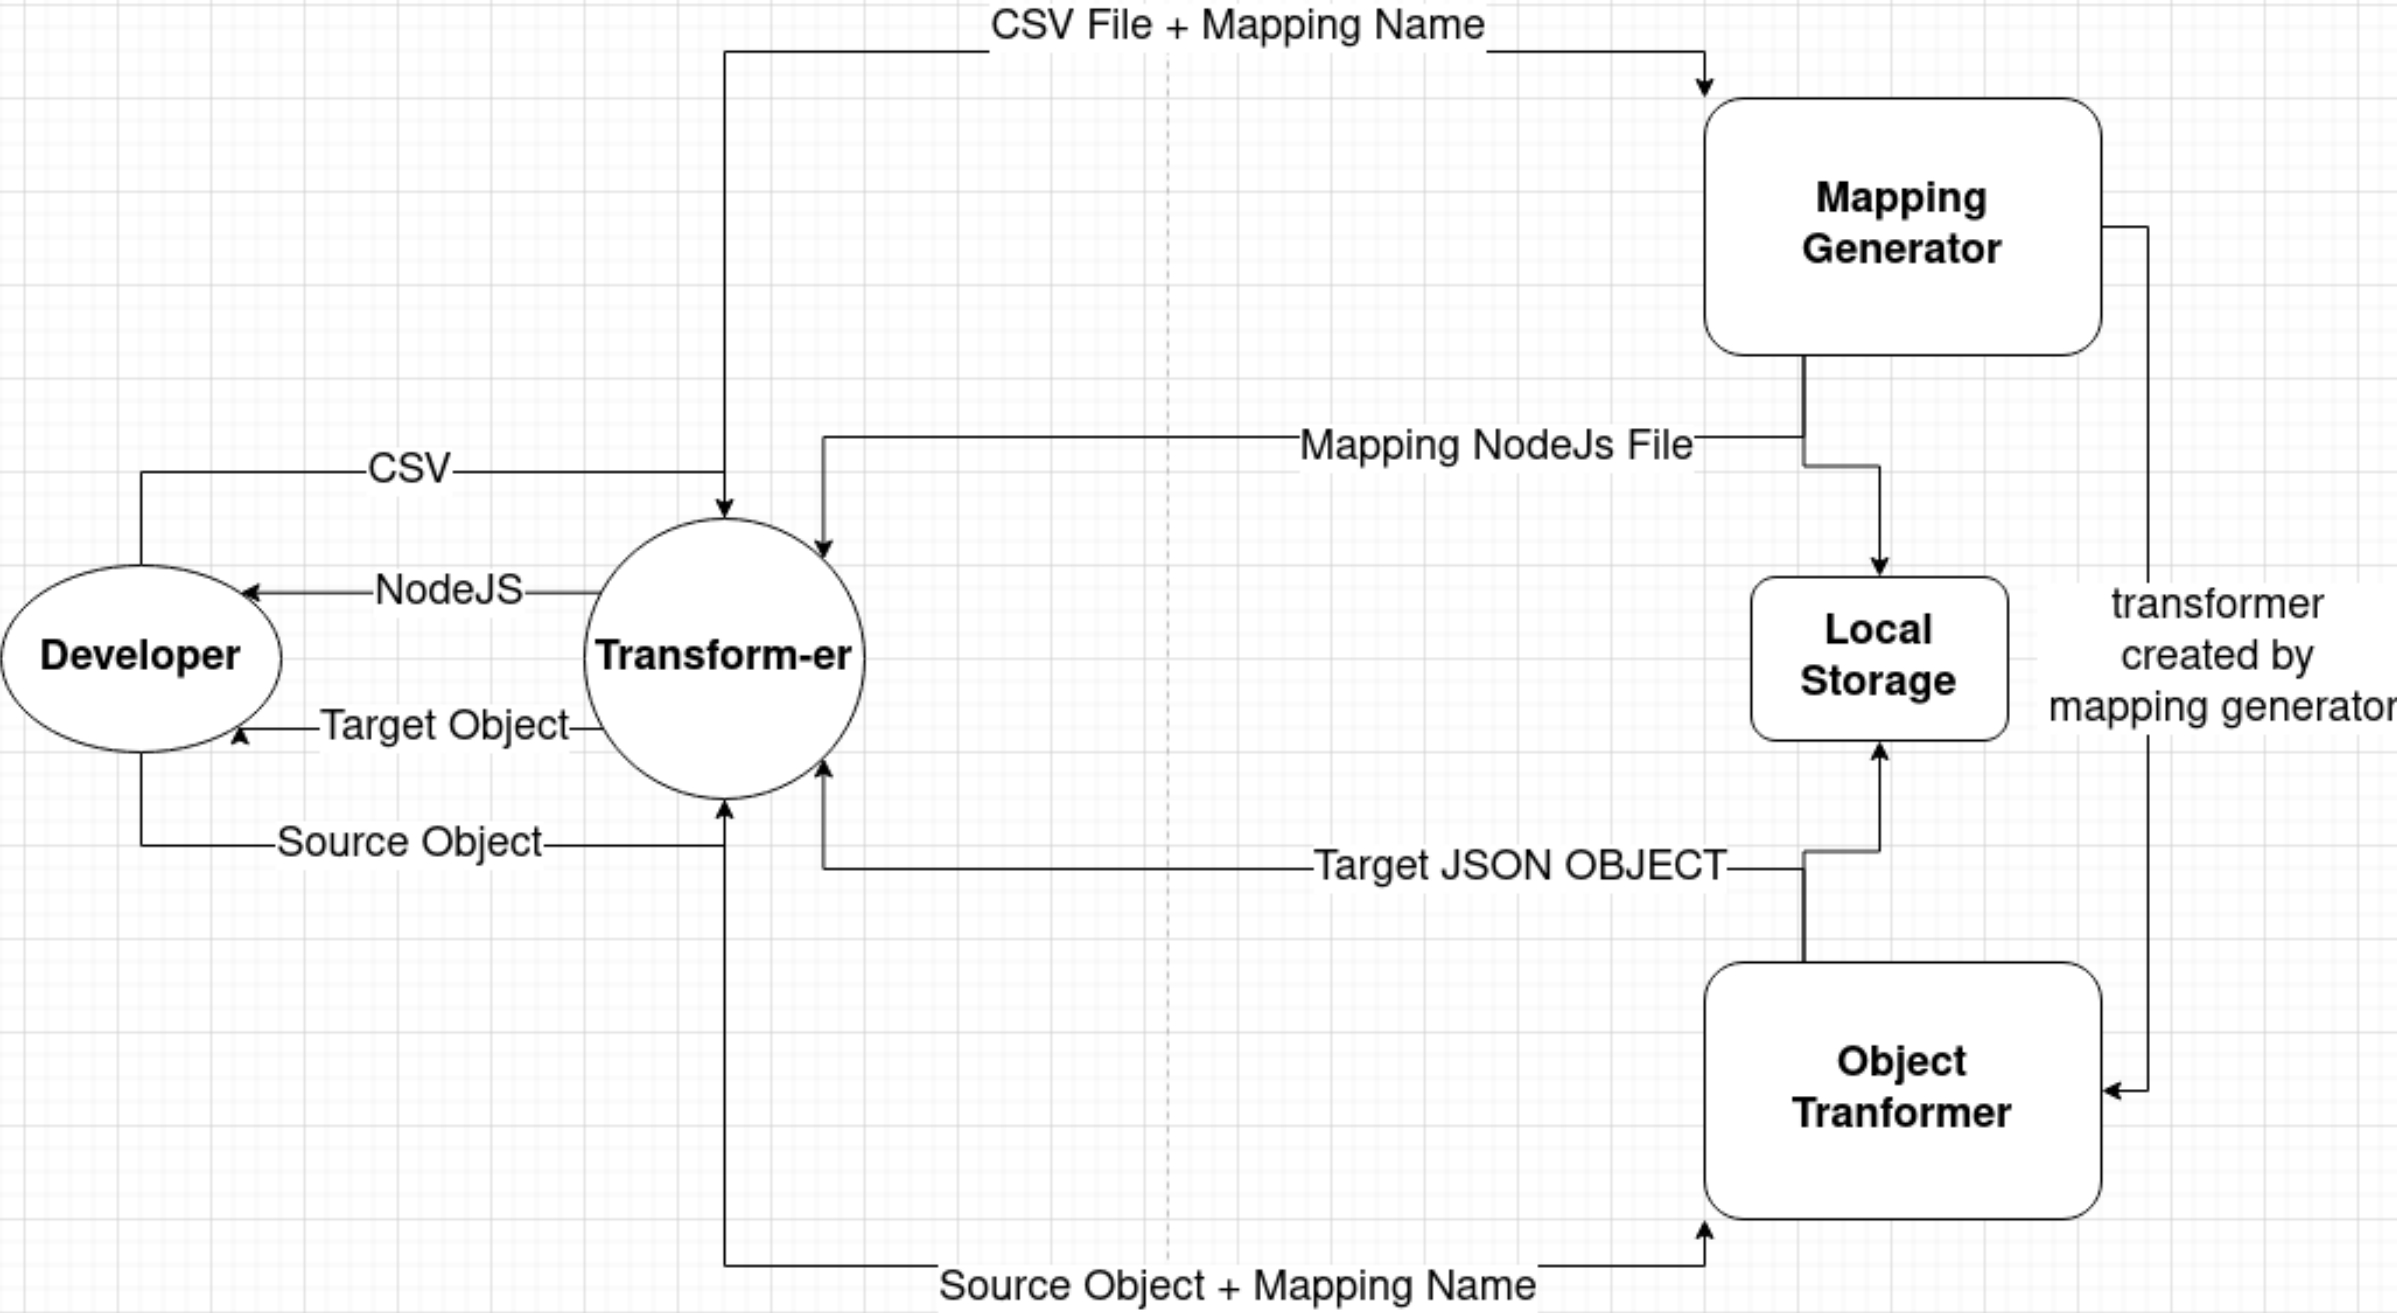 CSV File + Mapping Name
Mapping
Generator
Mapping NodeJs File
CSV
NodeJS
Developer
Transform-er
Target Object
Source Object
Local
Storage
transformer
created by
mapping generator
Target JSON OBJECT
Object
Tranformer
Source Object + Mapping Name